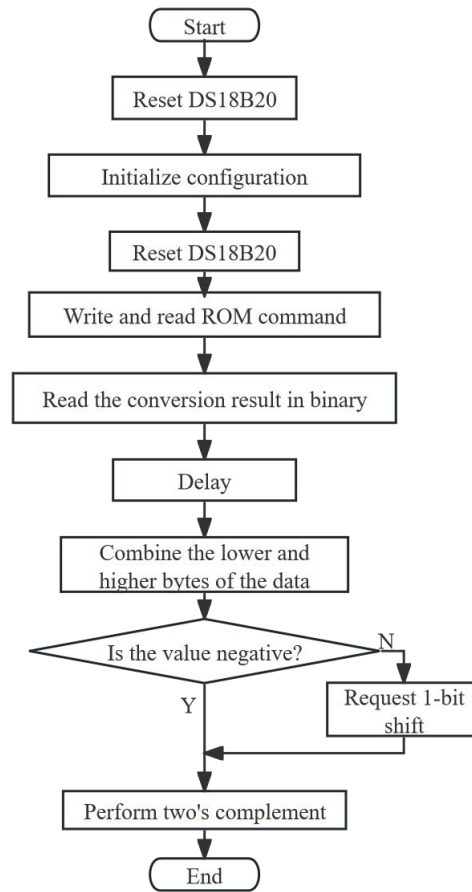 Start
Reset DS18B20
Initialize configuration
Reset DS18B20
Write and read ROM command
Read the conversion result in binary
Delay
Combine the lower and
higher bytes of the data
Is the value negative?
N
Y
Request 1-bit
shift
Perform two's complement
End